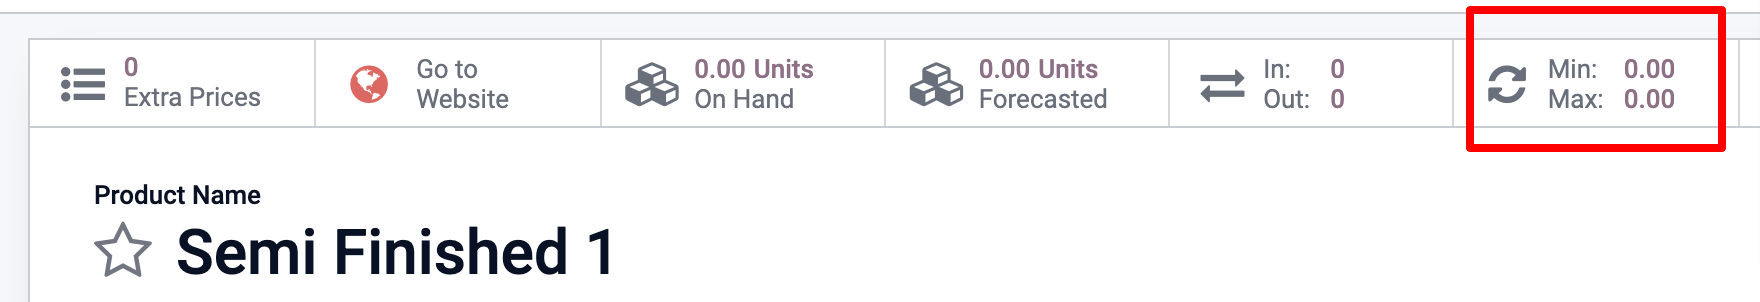 0
Extra Prices
Go to
Website
0.00 Units
On Hand
0.00 Units
Forecasted
In: 0
Out: 0
Min: 0.00
Max: 0.00
Product Name
Semi Finished 1